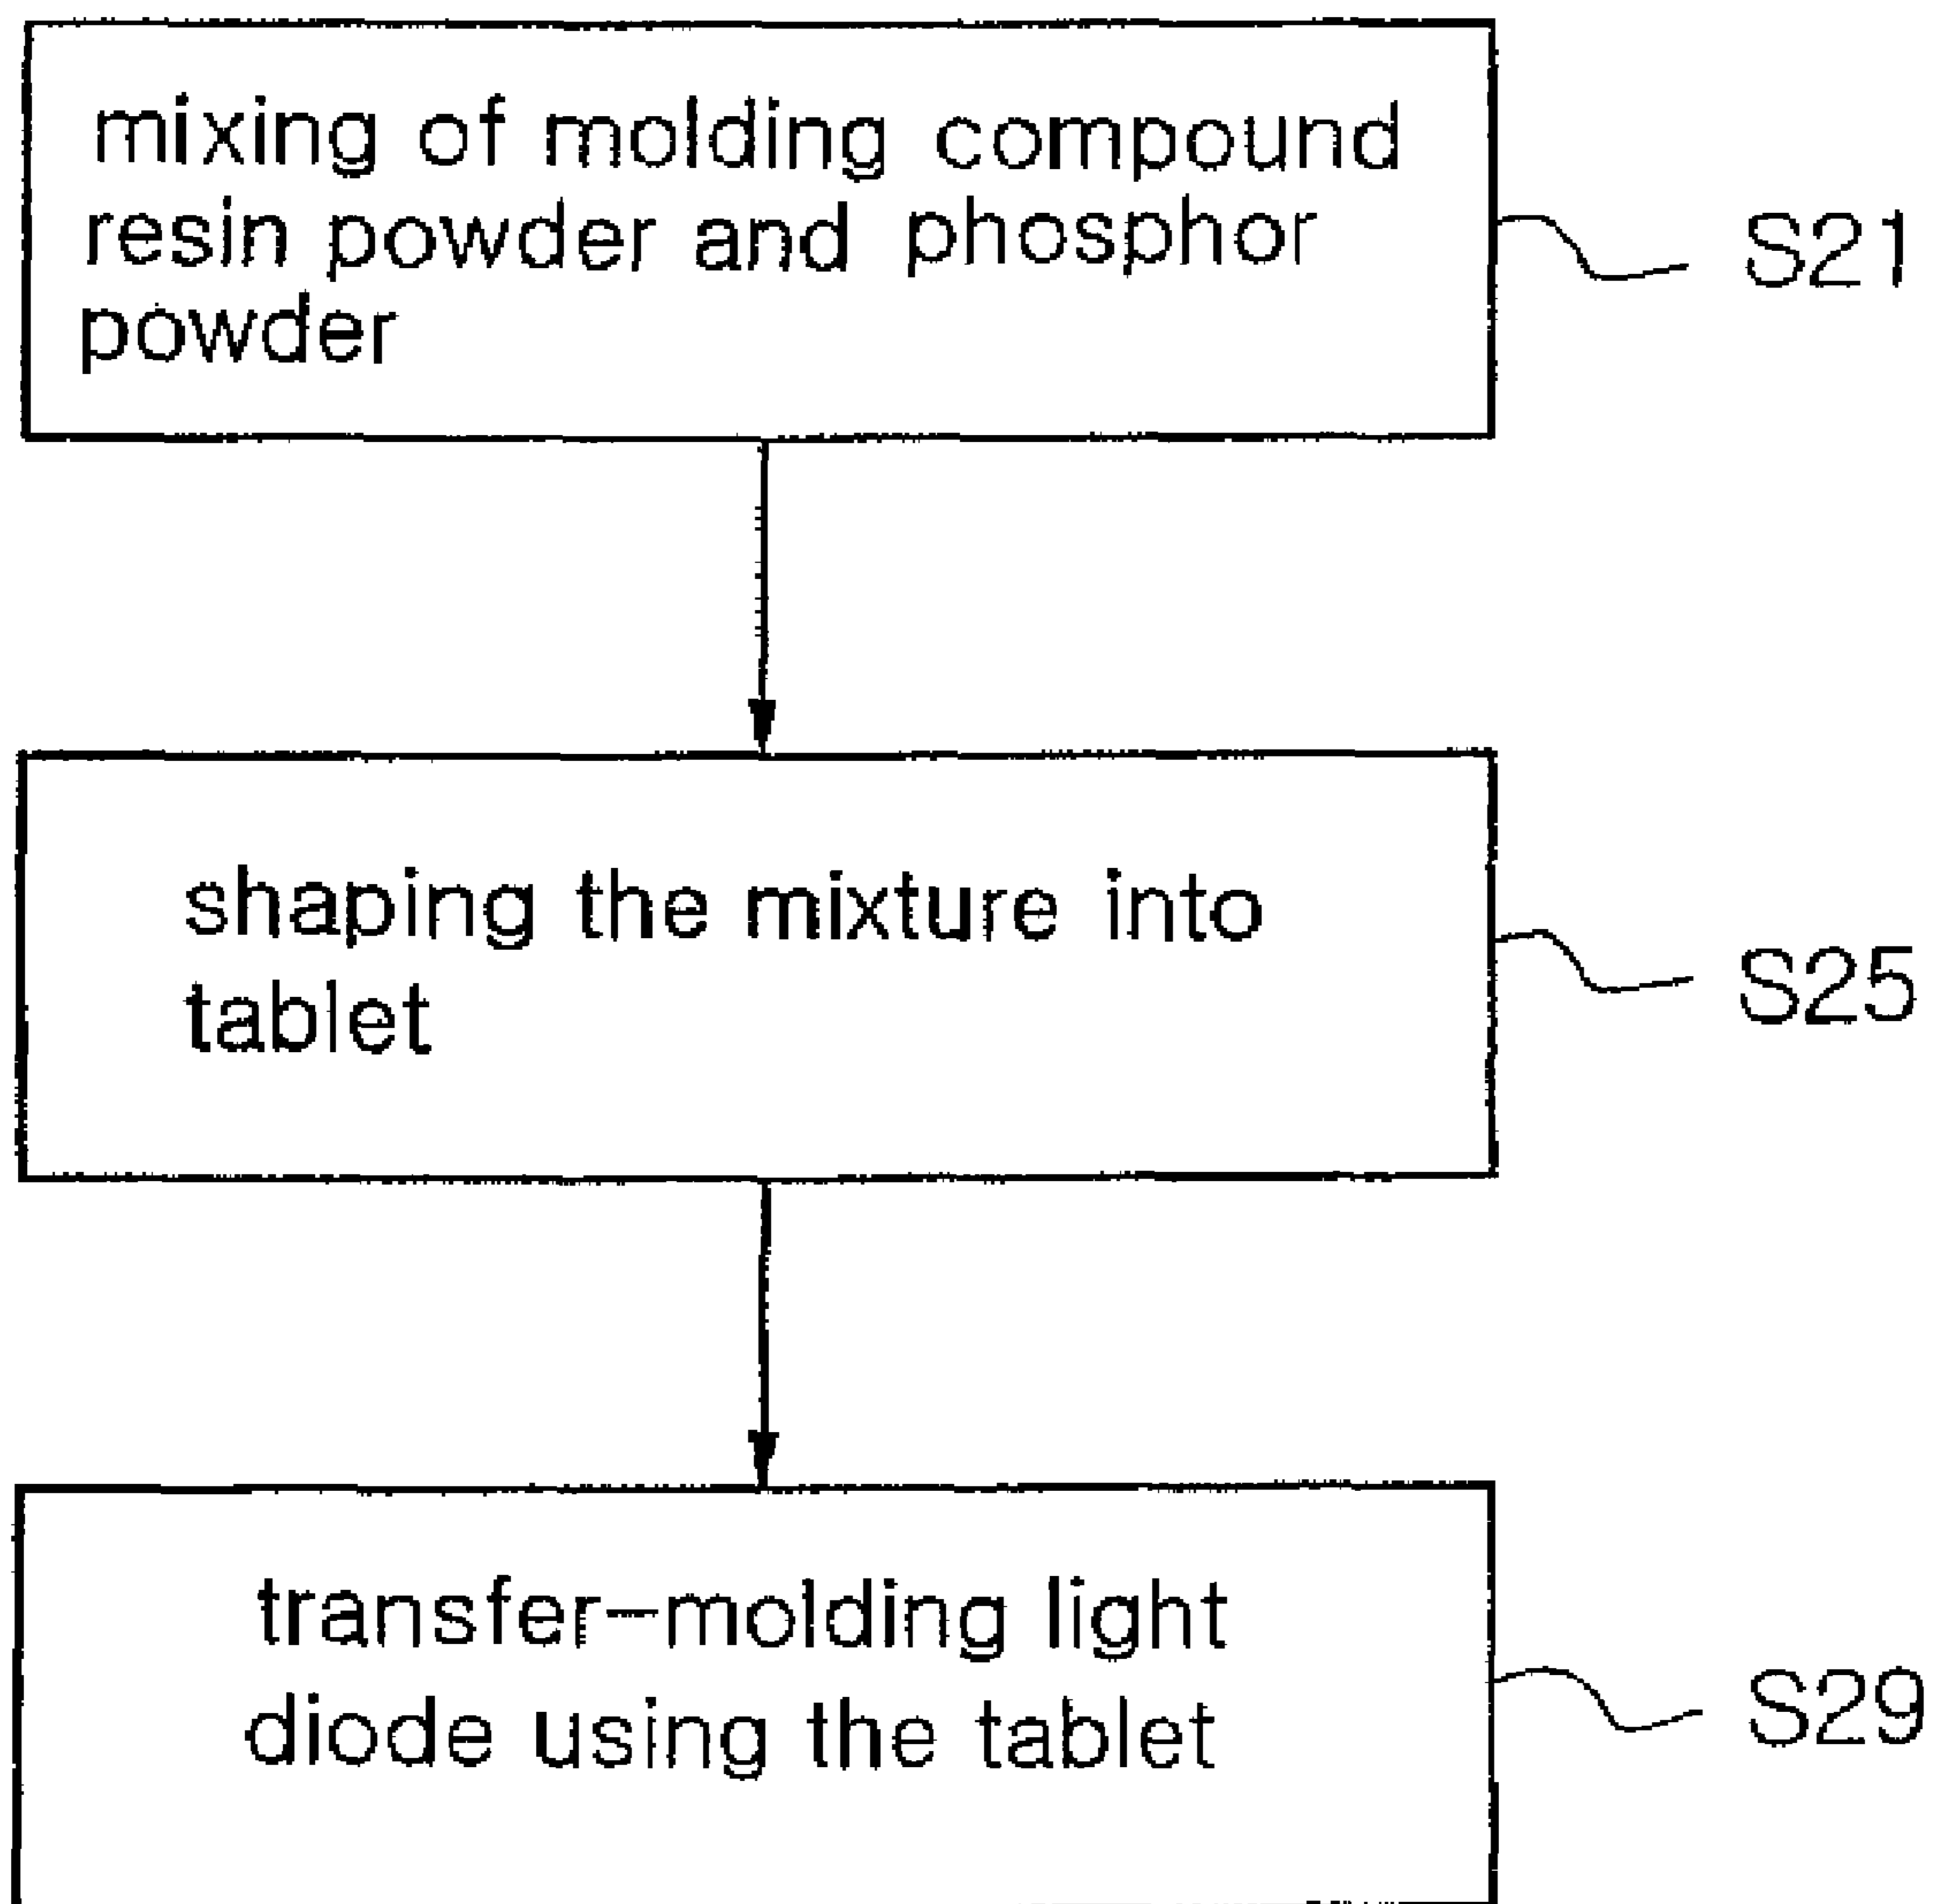 mixing of molding compound
resin powder and phosphor
powder
S21
shaping the mixture into
tablet
S25
transfer-molding light
diode using the tablet
S29